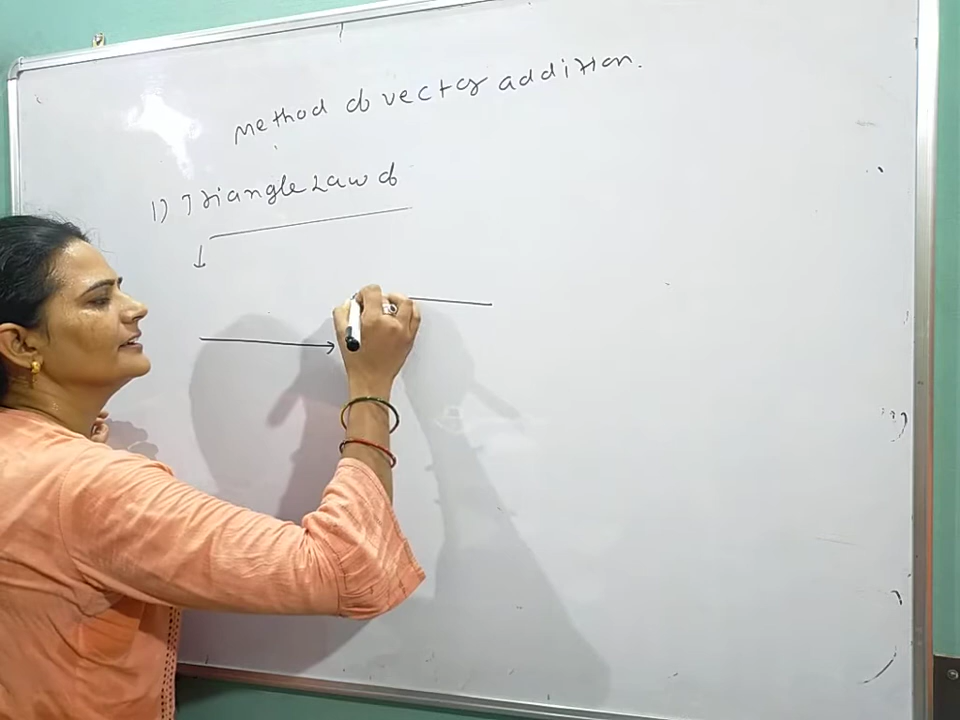 Method of vector addition.
1) Triangle Law of